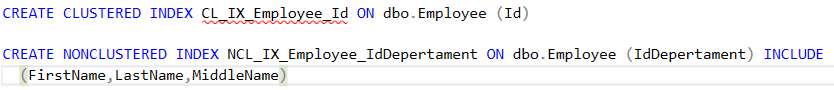 CREATE CLUSTERED INDEX CL_IX_Employee_Id ON dbo.Employee (Id)
CREATE NONCLUSTERED INDEX NCL_IX_Employee_IdDepertament ON dbo.Employee (IdDepertament) INCLUDE
(FirstName,LastName,MiddleName)